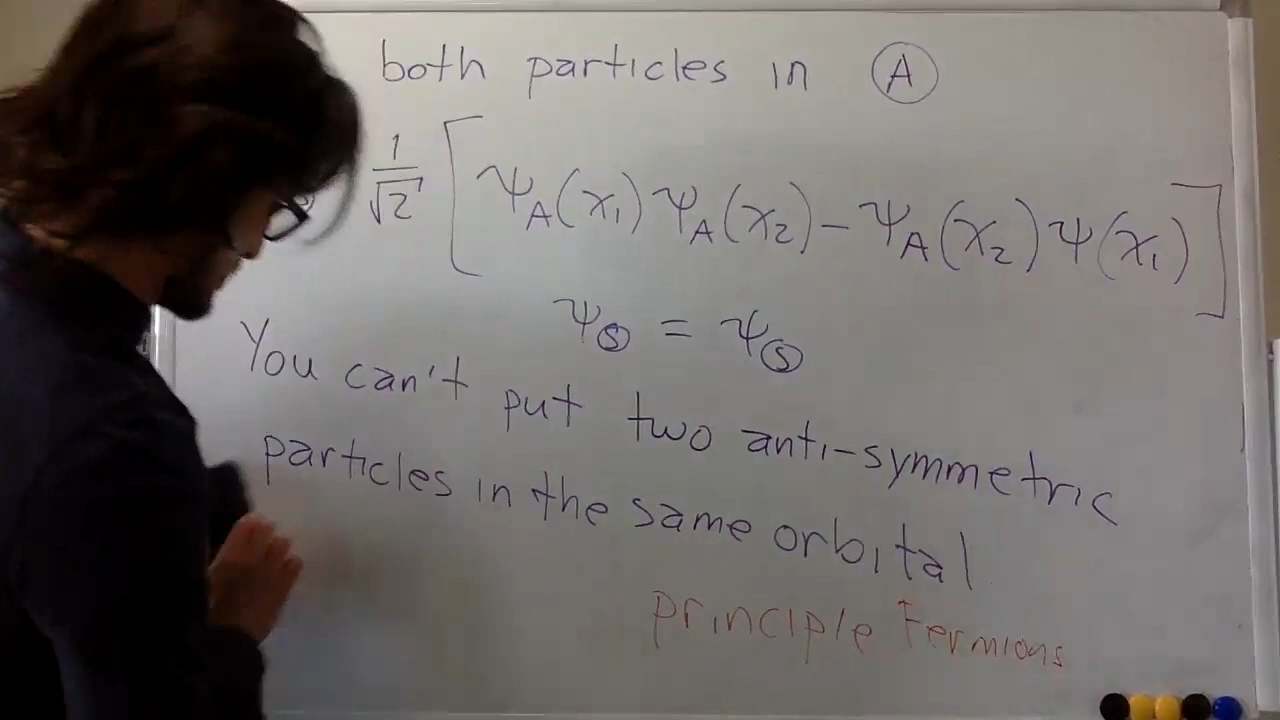 both particles in A
1/√2 [ψA(x1) ψA(x2) − ψA(x2) ψ(x1)]
ψS = ψS
You can't put two anti-symmetric
particles in the same orbital
principle Fermions